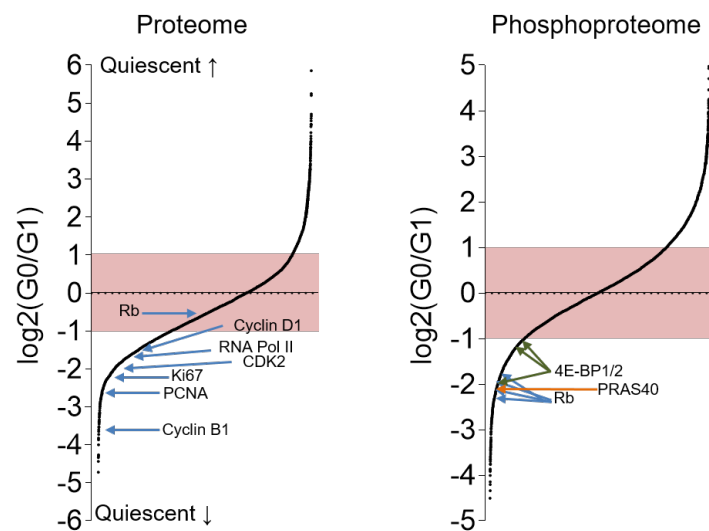 Proteome
Phosphoproteome
log2(G0/G1)
6
5
4
3
2
1
0
-1
-2
-3
-4
-5
-6
Quiescent ↑
Rb
Cyclin D1
RNA Pol II
CDK2
Ki67
PCNA
Cyclin B1
Quiescent ↓
log2(G0/G1)
5
4
3
2
1
0
-1
-2
-3
-4
-5
4E-BP1/2
PRAS40
Rb